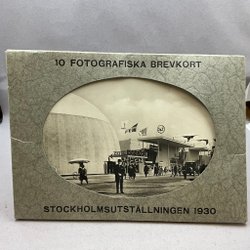 10 FOTOGRAFISKA BREVKORT
STOCKHOLMSUTSTÄLLNINGEN 1930